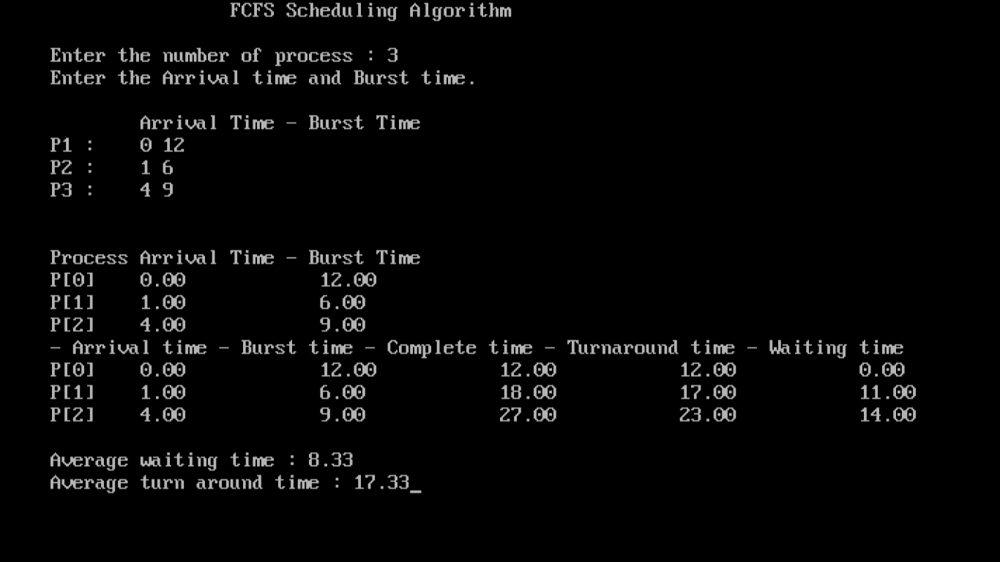 FCFS Scheduling Algorithm
Enter the number of process : 3
Enter the Arrival time and Burst time.
Arrival Time - Burst Time
P1 : 0 12
P2 : 1 6
P3 : 4 9
Process Arrival Time - Burst Time
P[0] 0.00 12.00
P[1] 1.00 6.00
P[2] 4.00 9.00
- Arrival time - Burst time - Complete time - Turnaround time - Waiting time
P[0] 0.00 12.00 12.00 12.00 0.00
P[1] 1.00 6.00 18.00 17.00 11.00
P[2] 4.00 9.00 27.00 23.00 14.00
Average waiting time : 8.33
Average turn around time : 17.33_